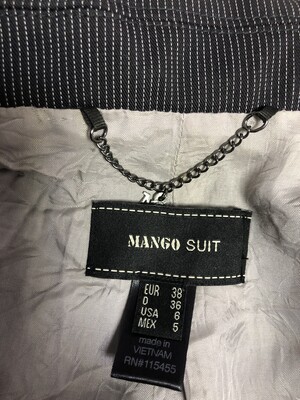 MANGO SUIT
EUR 38
D 36
USA 6
MEX 5
made in
VIETNAM
RN#115455